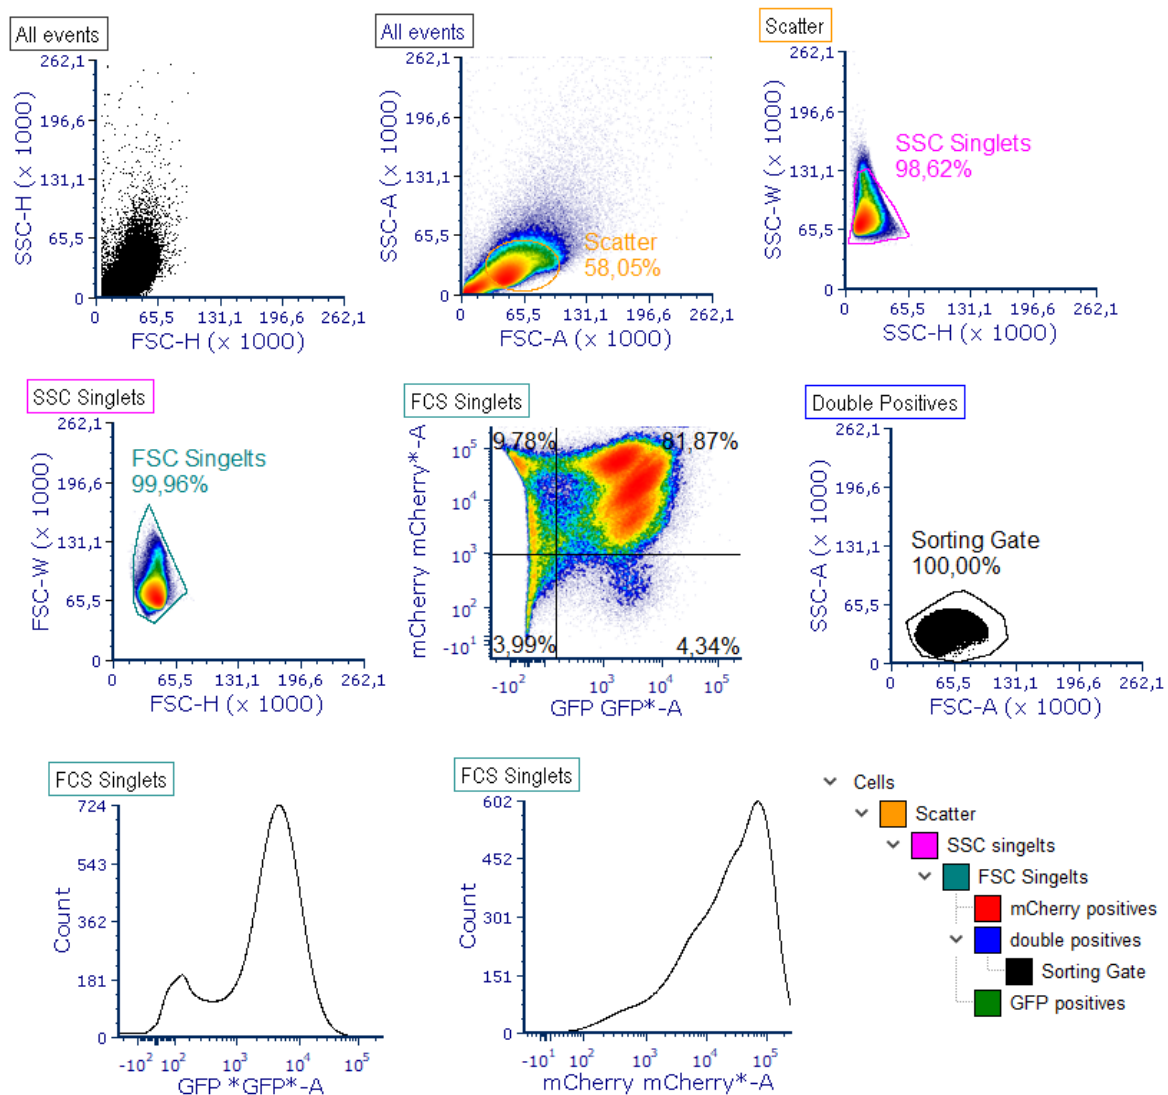 All events
262,1
196,6
131,1
65,5
0
SSC-H (x 1000)
0 65,5 131,1 196,6 262,1
FSC-H (x 1000)
All events
262,1
196,6
131,1
65,5
0
SSC-A (x 1000)
Scatter
58,05%
0 65,5 131,1 196,6 262,1
FSC-A (x 1000)
Scatter
262,1
196,6
131,1
65,5
0
SSC-W (x 1000)
SSC Singlets
98,62%
0 65,5 131,1 196,6 262,1
SSC-H (x 1000)
SSC Singlets
262,1
196,6
131,1
65,5
0
FSC-W (x 1000)
FSC Singelts
99,96%
0 65,5 131,1 196,6 262,1
FSC-H (x 1000)
FCS Singlets
mCherry mCherry*-A
10⁵
10⁴
10³
10²
-10¹
9,78% 81,87%
3,99% 4,34%
-10² 10³ 10⁴ 10⁵
GFP GFP*-A
Double Positives
262,1
196,6
131,1
65,5
0
SSC-A (x 1000)
Sorting Gate
100,00%
0 65,5 131,1 196,6 262,1
FSC-A (x 1000)
FCS Singlets
724
543
362
181
0
Count
-10² 10² 10³ 10⁴ 10⁵
GFP *GFP*-A
FCS Singlets
602
452
301
151
0
Count
-10¹ 10² 10³ 10⁴ 10⁵
mCherry mCherry*-A
Cells
Scatter
SSC singelts
FSC Singelts
mCherry positives
double positives
Sorting Gate
GFP positives